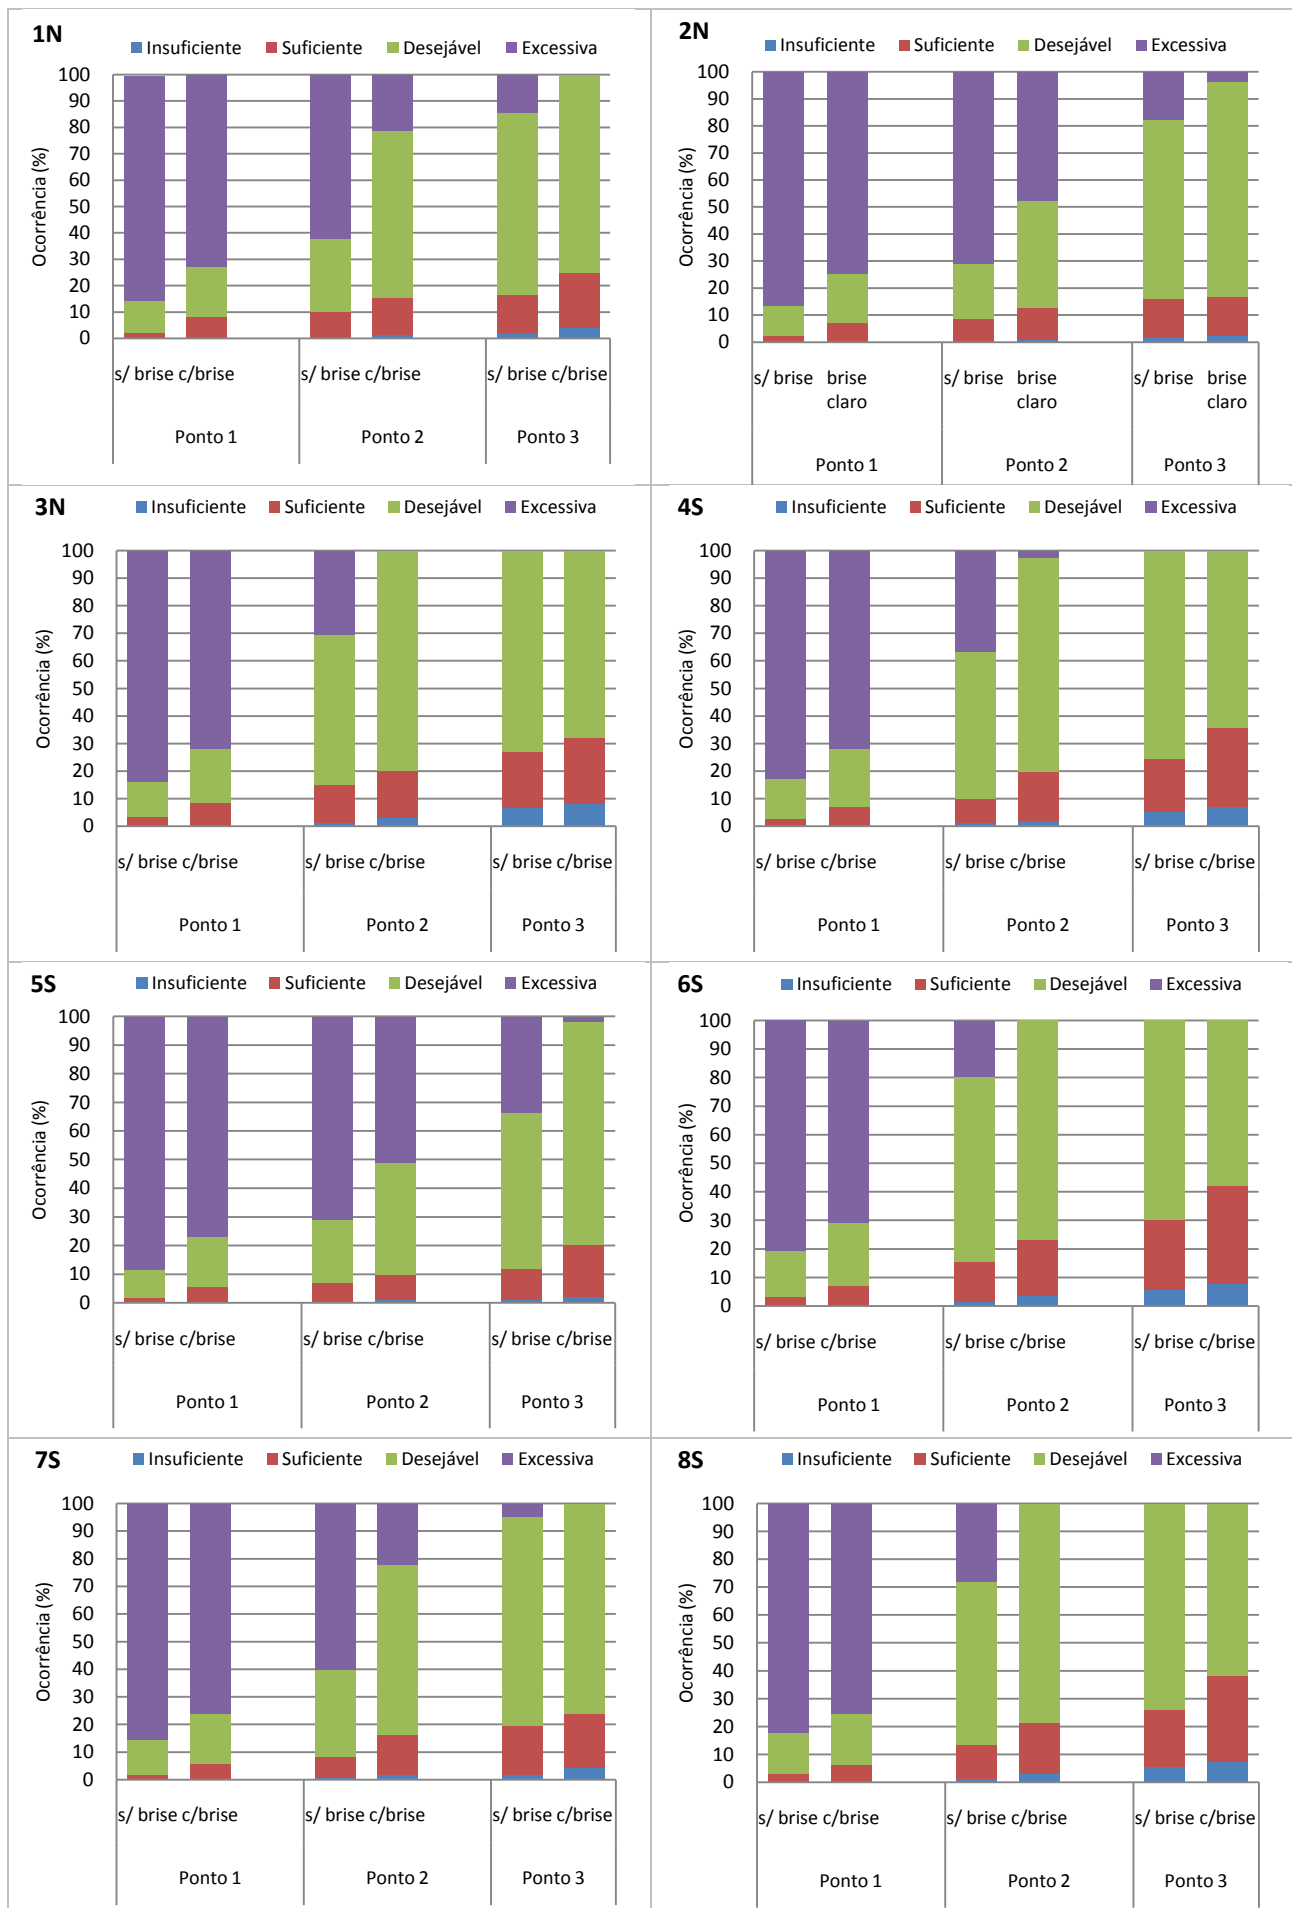 1N
Insuficiente Suficiente Desejável Excessiva
Ocorrência (%)
100
90
80
70
60
50
40
30
20
10
0
s/ brise c/brise s/ brise c/brise s/ brise c/brise
Ponto 1 Ponto 2 Ponto 3
2N
Insuficiente Suficiente Desejável Excessiva
Ocorrência (%)
100
90
80
70
60
50
40
30
20
10
0
s/ brise brise s/ brise brise s/ brise brise
claro claro claro
Ponto 1 Ponto 2 Ponto 3
3N
Insuficiente Suficiente Desejável Excessiva
Ocorrência (%)
100
90
80
70
60
50
40
30
20
10
0
s/ brise c/brise s/ brise c/brise s/ brise c/brise
Ponto 1 Ponto 2 Ponto 3
4S
Insuficiente Suficiente Desejável Excessiva
Ocorrência (%)
100
90
80
70
60
50
40
30
20
10
0
s/ brise c/brise s/ brise c/brise s/ brise c/brise
Ponto 1 Ponto 2 Ponto 3
5S
Insuficiente Suficiente Desejável Excessiva
Ocorrência (%)
100
90
80
70
60
50
40
30
20
10
0
s/ brise c/brise s/ brise c/brise s/ brise c/brise
Ponto 1 Ponto 2 Ponto 3
6S
Insuficiente Suficiente Desejável Excessiva
Ocorrência (%)
100
90
80
70
60
50
40
30
20
10
0
s/ brise c/brise s/ brise c/brise s/ brise c/brise
Ponto 1 Ponto 2 Ponto 3
7S
Insuficiente Suficiente Desejável Excessiva
Ocorrência (%)
100
90
80
70
60
50
40
30
20
10
0
s/ brise c/brise s/ brise c/brise s/ brise c/brise
Ponto 1 Ponto 2 Ponto 3
8S
Insuficiente Suficiente Desejável Excessiva
Ocorrência (%)
100
90
80
70
60
50
40
30
20
10
0
s/ brise c/brise s/ brise c/brise s/ brise c/brise
Ponto 1 Ponto 2 Ponto 3